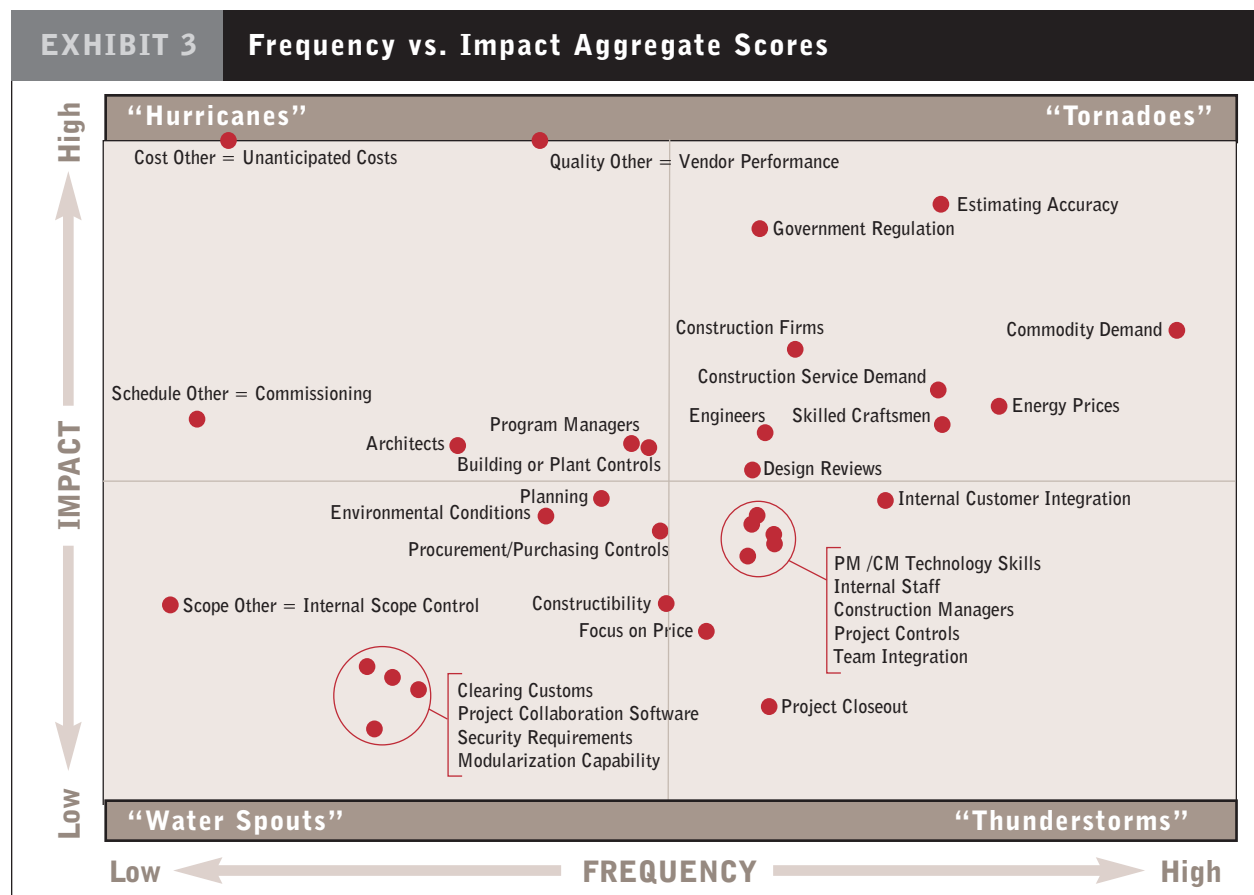 EXHIBIT 3 Frequency vs. Impact Aggregate Scores
High
"Hurricanes" "Tornadoes"
Cost Other = Unanticipated Costs
Quality Other = Vendor Performance
Estimating Accuracy
Government Regulation
Construction Firms
Commodity Demand
Construction Service Demand
Schedule Other = Commissioning
Energy Prices
Program Managers
Engineers
Skilled Craftsmen
Architects
Building or Plant Controls
Design Reviews
IMPACT
Planning
Internal Customer Integration
Environmental Conditions
Procurement/Purchasing Controls
PM /CM Technology Skills
Internal Staff
Construction Managers
Project Controls
Team Integration
Scope Other = Internal Scope Control
Constructibility
Focus on Price
Clearing Customs
Project Collaboration Software
Security Requirements
Modularization Capability
Project Closeout
Low
"Water Spouts" "Thunderstorms"
Low FREQUENCY High